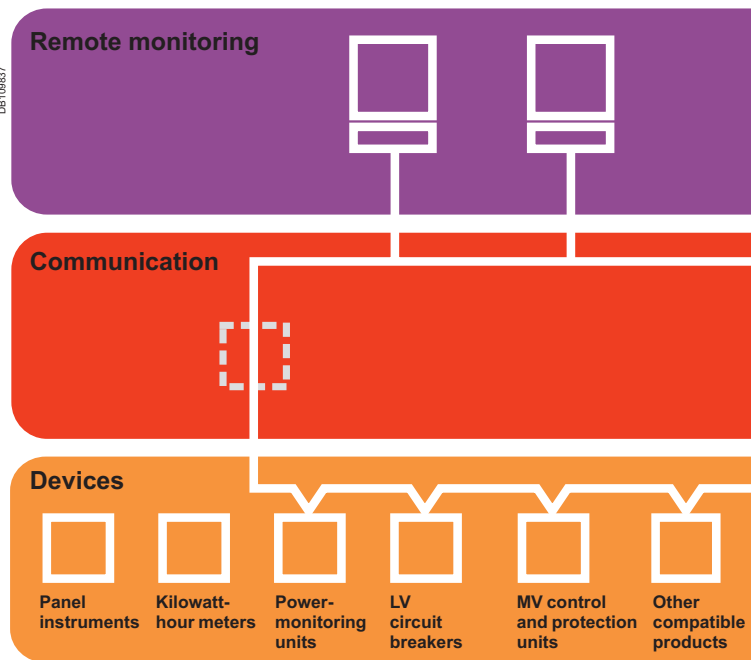 Remote monitoring
DB109837
Communication
Devices
Panel
instruments
Kilowatt-
hour meters
Power-
monitoring
units
LV
circuit
breakers
MV control
and protection
units
Other
compatible
products